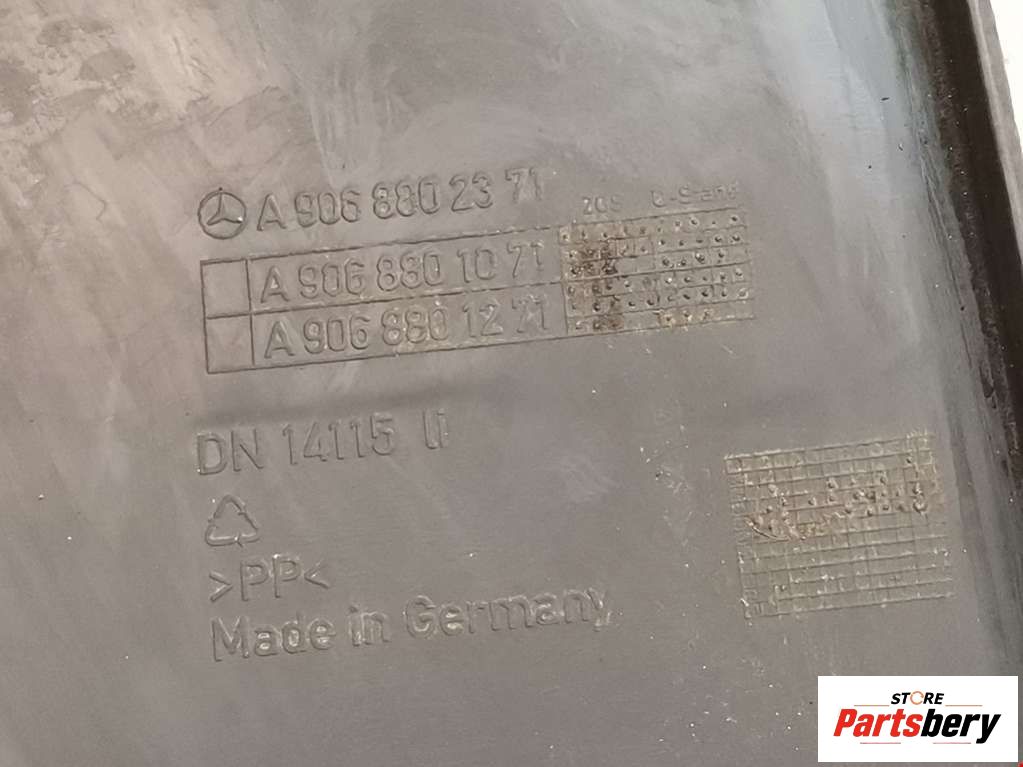 A 906 880 23 71
A 906 880 10 71
A 906 880 12 71
DN 14115
>PP<
Made in Germany
STORE
Partsbery